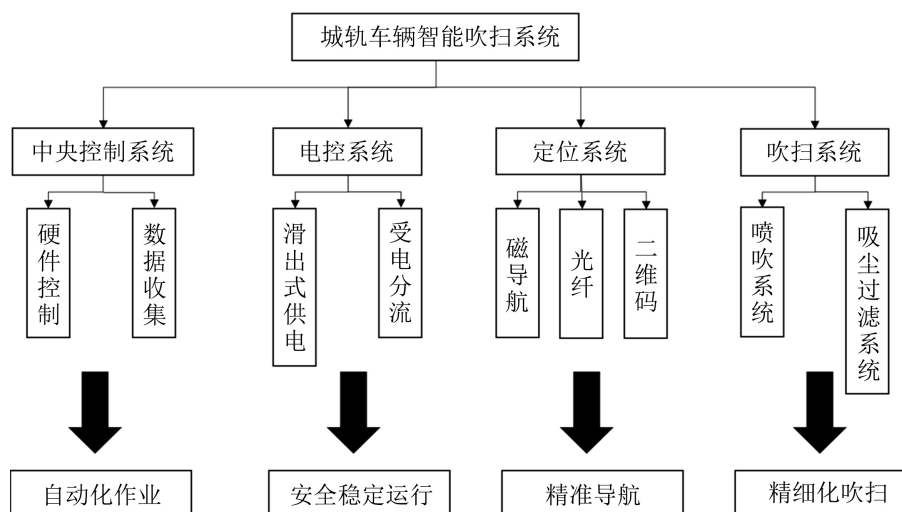 城轨车辆智能吹扫系统
中央控制系统
电控系统
定位系统
吹扫系统
硬件控制
数据收集
滑出式供电
受电分流
磁导航
光纤
二维码
喷吹系统
吸尘过滤系统
自动化作业
安全稳定运行
精准导航
精细化吹扫